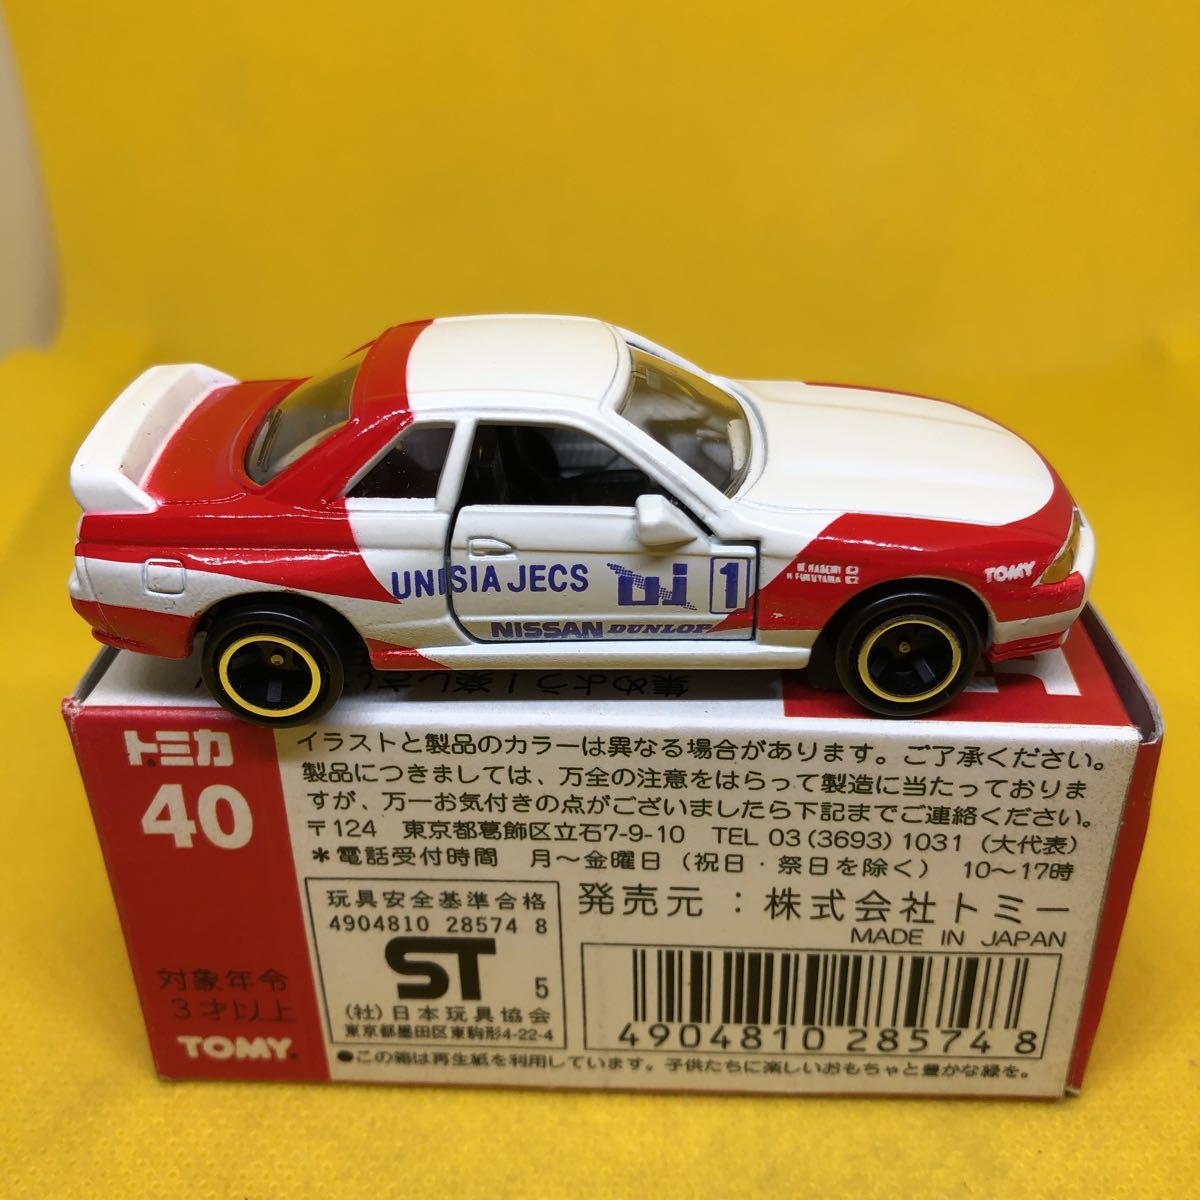 UNISIA JECS
1
NISSAN DUNLOP
M.HASEMI
H FUKUYAMA
TOMY
トミカ
40
対象年令
3才以上
TOMY.
イラストと製品のカラーは異なる場合があります。ご了承ください。
製品につきましては、万全の注意をはらって製造に当たっておりま
すが、万一お気付きの点がございましたら下記までご連絡ください。
〒124 東京都葛飾区立石7-9-10 TEL 03(3693)1031(大代表)
*電話受付時間 月〜金曜日(祝日・祭日を除く) 10〜17時
玩具安全基準合格
4904810 28574 8
ST 5
(社)日本玩具協会
東京都墨田区東駒形4-22-4
発売元:株式会社トミー
MADE IN JAPAN
4904810 285748
●この箱は再生紙を利用しています。子供たちに楽しいおもちゃと豊かな緑を。